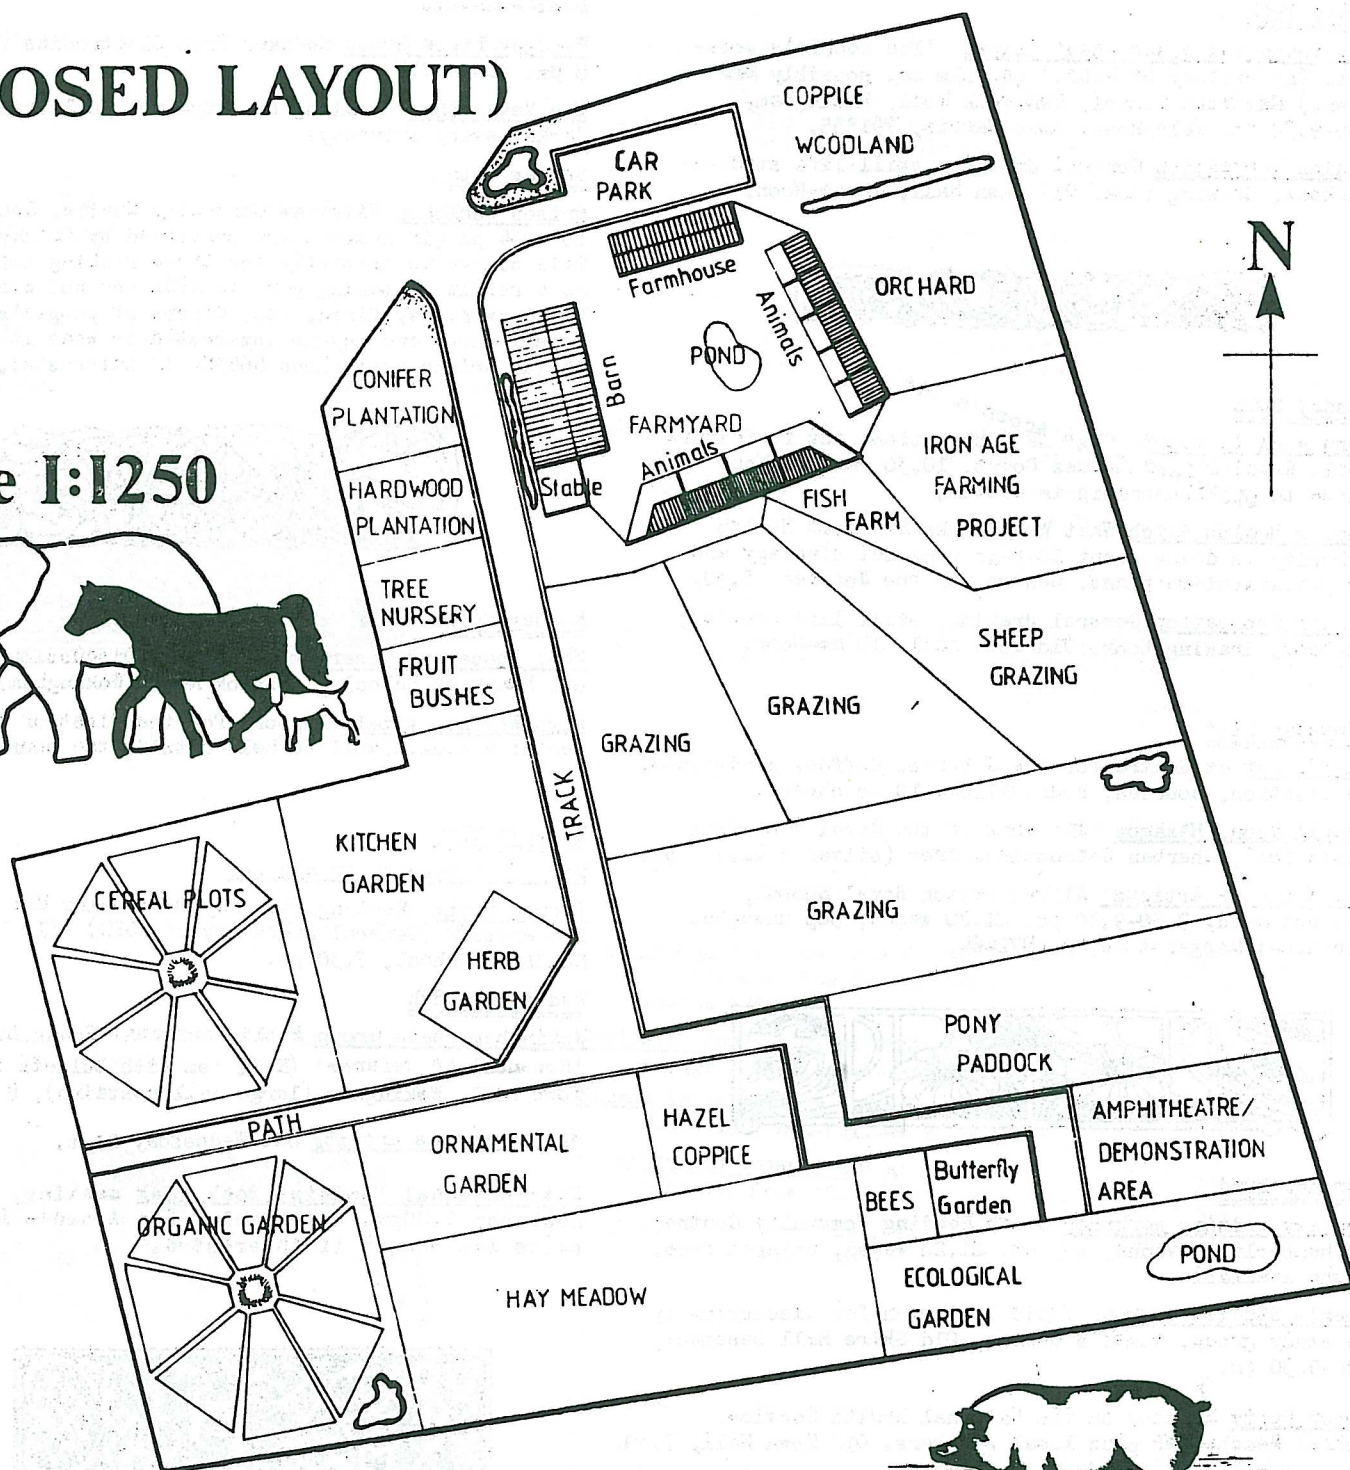 OSED LAYOUT)
COPPICE
WOODLAND
CAR
PARK
N
Farmhouse
ORCHARD
Animals
POND
Barn
CONIFER
PLANTATION
FARMYARD
Animals
IRON AGE
FARMING
PROJECT
e 1:1250
HARDWOOD
PLANTATION
Stable
FISH
FARM
TREE
NURSERY
SHEEP
GRAZING
FRUIT
BUSHES
GRAZING
GRAZING
TRACK
KITCHEN
GARDEN
CEREAL PLOTS
GRAZING
HERB
GARDEN
PONY
PADDOCK
PATH
HAZEL
COPPICE
AMPHITHEATRE/
DEMONSTRATION
AREA
ORNAMENTAL
GARDEN
BEES
Butterfly
Garden
ORGANIC GARDEN
POND
HAY MEADOW
ECOLOGICAL
GARDEN